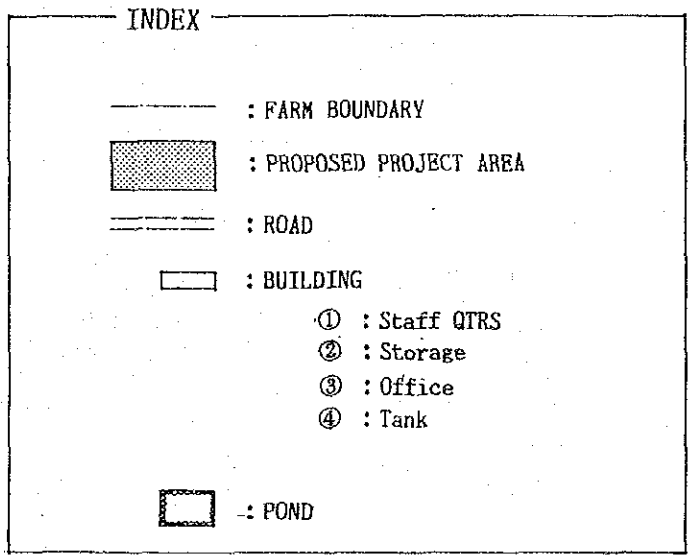 INDEX
: FARM BOUNDARY
: PROPOSED PROJECT AREA
: ROAD
: BUILDING
① : Staff QTRS
② : Storage
③ : Office
④ : Tank
: POND